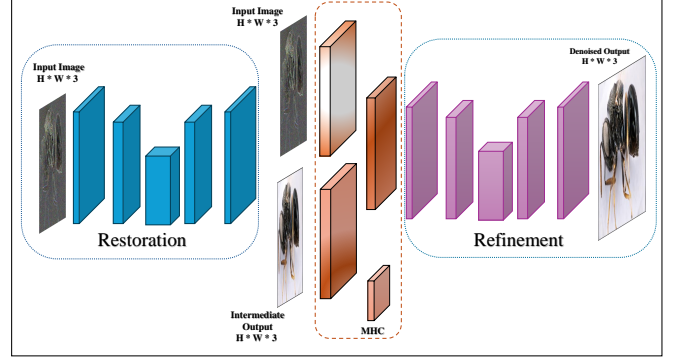 Input Image
H * W * 3
Restoration
Input Image
H * W * 3
Intermediate
Output
H * W * 3
MHC
Denoised Output
H * W * 3
Refinement